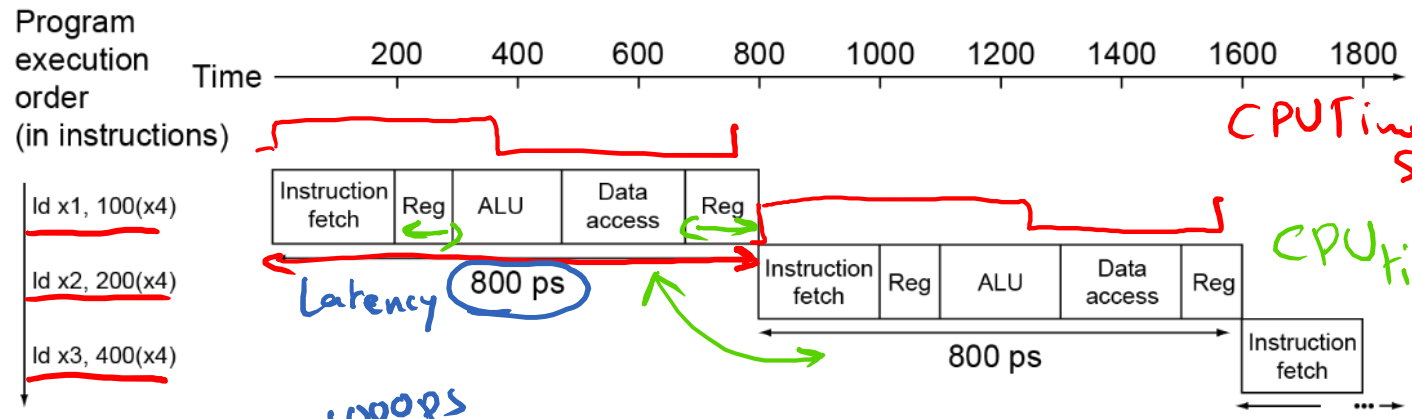 Program
execution
order
(in instructions)
Time
200 400 600 800 1000 1200 1400 1600 1800
CPUTim
S
Instruction
fetch
Reg
ALU
Data
access
Reg
ld x1, 100(x4)
CPUti
Latency
800 ps
ld x2, 200(x4)
Instruction
fetch
Reg
ALU
Data
access
Reg
800 ps
ld x3, 400(x4)
Instruction
fetch
...